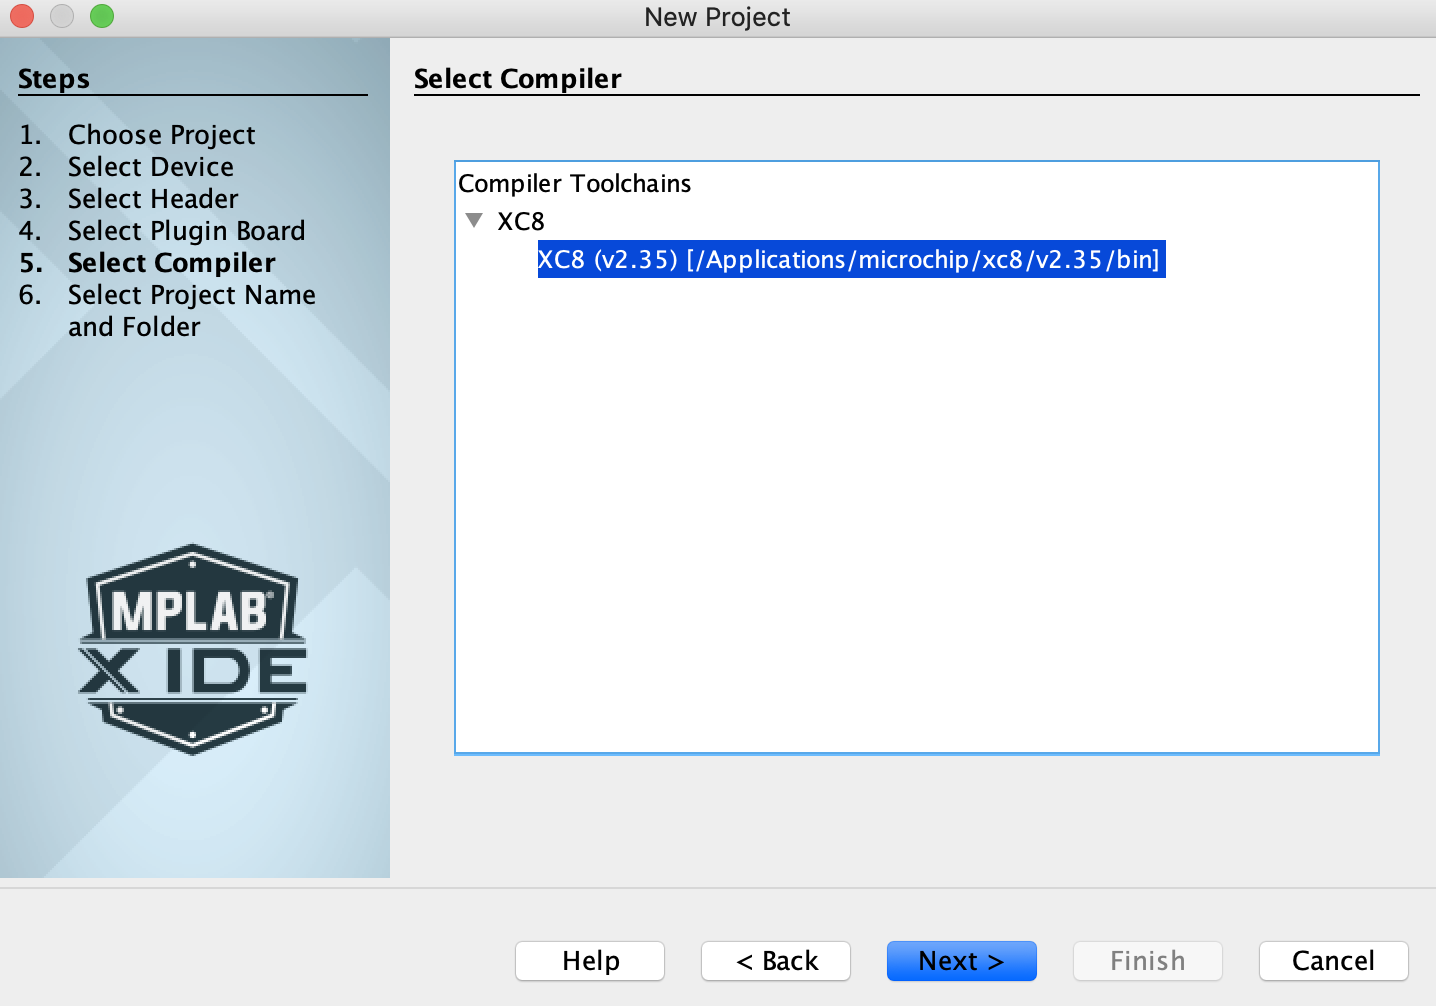 New Project
Steps
1. Choose Project
2. Select Device
3. Select Header
4. Select Plugin Board
5. Select Compiler
6. Select Project Name
and Folder
MPLAB®
X IDE
Select Compiler
Compiler Toolchains
XC8
XC8 (v2.35) [/Applications/microchip/xc8/v2.35/bin]
Help
< Back
Next >
Finish
Cancel